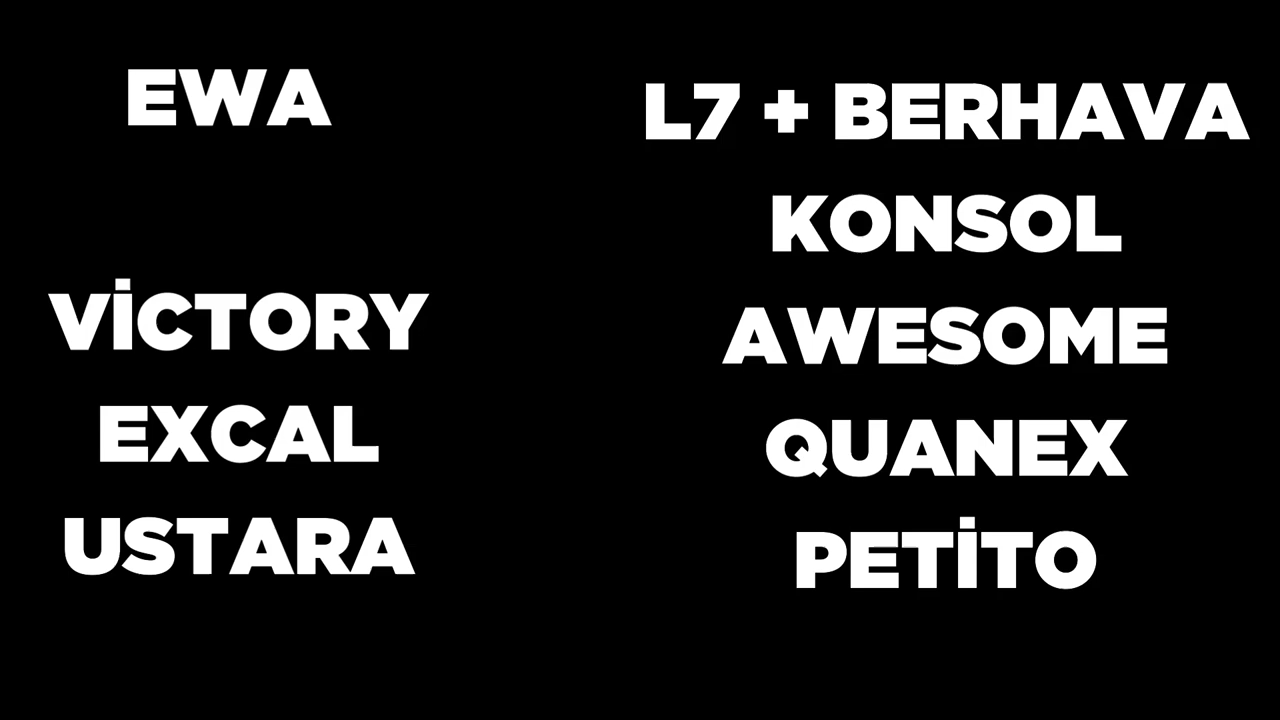 EWA
VİCTORY
EXCAL
USTARA
L7 + BERHAVA
KONSOL
AWESOME
QUANEX
PETİTO